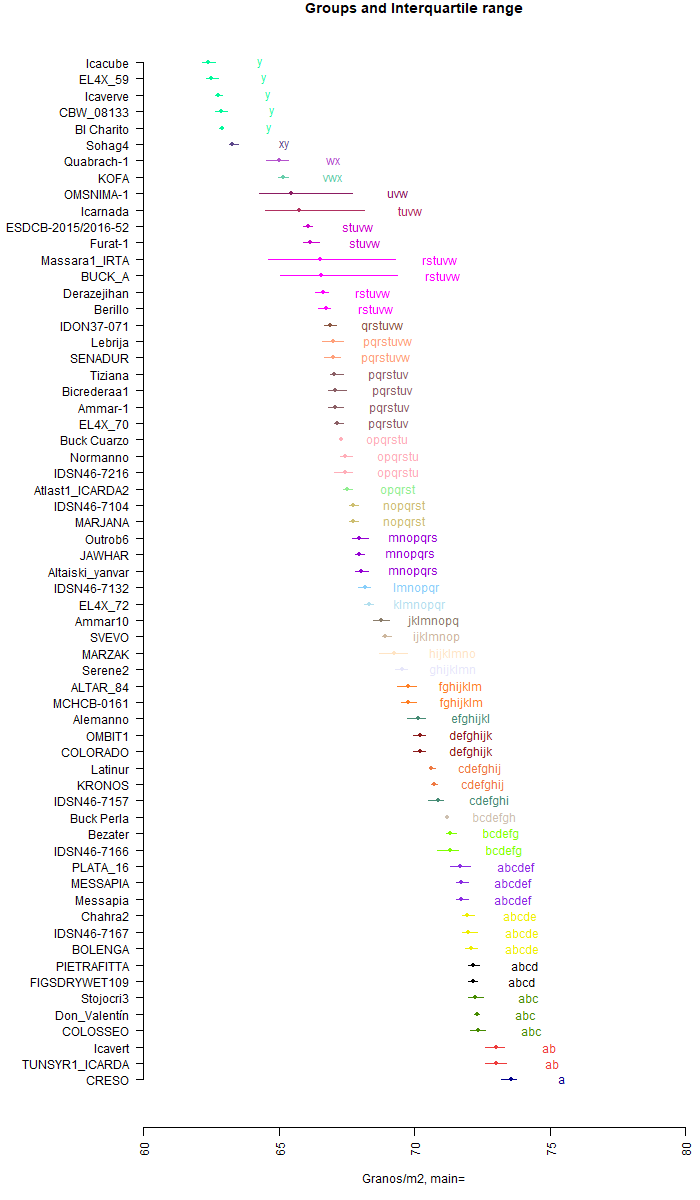 Groups and Interquartile range
Icacube y
EL4X_59 y
Icaverve y
CBW_08133 y
BI Charito y
Sohag4 xy
Quabrach-1 wx
KOFA vwx
OMSNIMA-1 uvw
Icarnada tuvw
ESDCB-2015/2016-52 stuvw
Furat-1 stuvw
Massara1_IRTA rstuvw
BUCK_A rstuvw
Derazejihan rstuvw
Berillo rstuvw
IDON37-071 qrstuvw
Lebrija pqrstuvw
SENADUR pqrstuvw
Tiziana pqrstuv
Bicrederaa1 pqrstuv
Ammar-1 pqrstuv
EL4X_70 pqrstuv
Buck Cuarzo opqrstu
Normanno opqrstu
IDSN46-7216 opqrstu
Atlast1_ICARDA2 opqrst
IDSN46-7104 nopqrst
MARJANA nopqrst
Outrob6 mnopqrs
JAWHAR mnopqrs
Altaiski_yanvar mnopqrs
IDSN46-7132 lmnopqr
EL4X_72 klmnopqr
Ammar10 jklmnopq
SVEVO ijklmnop
MARZAK hijklmno
Serene2 ghijklmn
ALTAR_84 fghijklm
MCHCB-0161 fghijklm
Alemanno efghijkl
OMBIT1 defghijk
COLORADO defghijk
Latinur cdefghij
KRONOS cdefghij
IDSN46-7157 cdefghi
Buck Perla bcdefgh
Bezater bcdefg
IDSN46-7166 bcdefg
PLATA_16 abcdef
MESSAPIA abcdef
Messapia abcdef
Chahra2 abcde
IDSN46-7167 abcde
BOLENGA abcde
PIETRAFITTA abcd
FIGSDRYWET109 abcd
Stojocri3 abc
Don_Valentín abc
COLOSSEO abc
Icavert ab
TUNSYR1_ICARDA ab
CRESO a
60 65 70 75 80
Granos/m2, main=